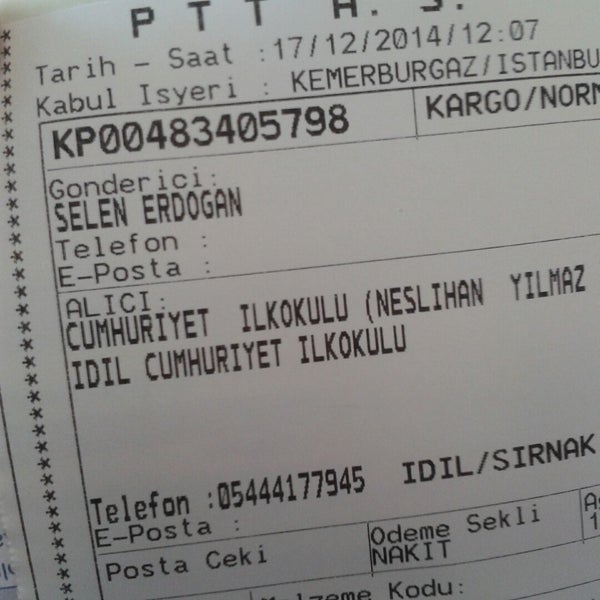 PTT A.S.
Tarih - Saat :17/12/2014/12:07
Kabul Isyeri : KEMERBURGAZ/ISTANBU
KP00483405798 KARGO/NORM
Gonderici:
SELEN ERDOGAN
Telefon :
E-Posta :
ALICI:
CUMHURIYET ILKOKULU (NESLIHAN YILMAZ
IDIL CUMHURIYET ILKOKULU
Telefon :05444177945 IDIL/SIRNAK
E-Posta :
Posta Ceki Odeme Sekli
NAKIT
Kodu: